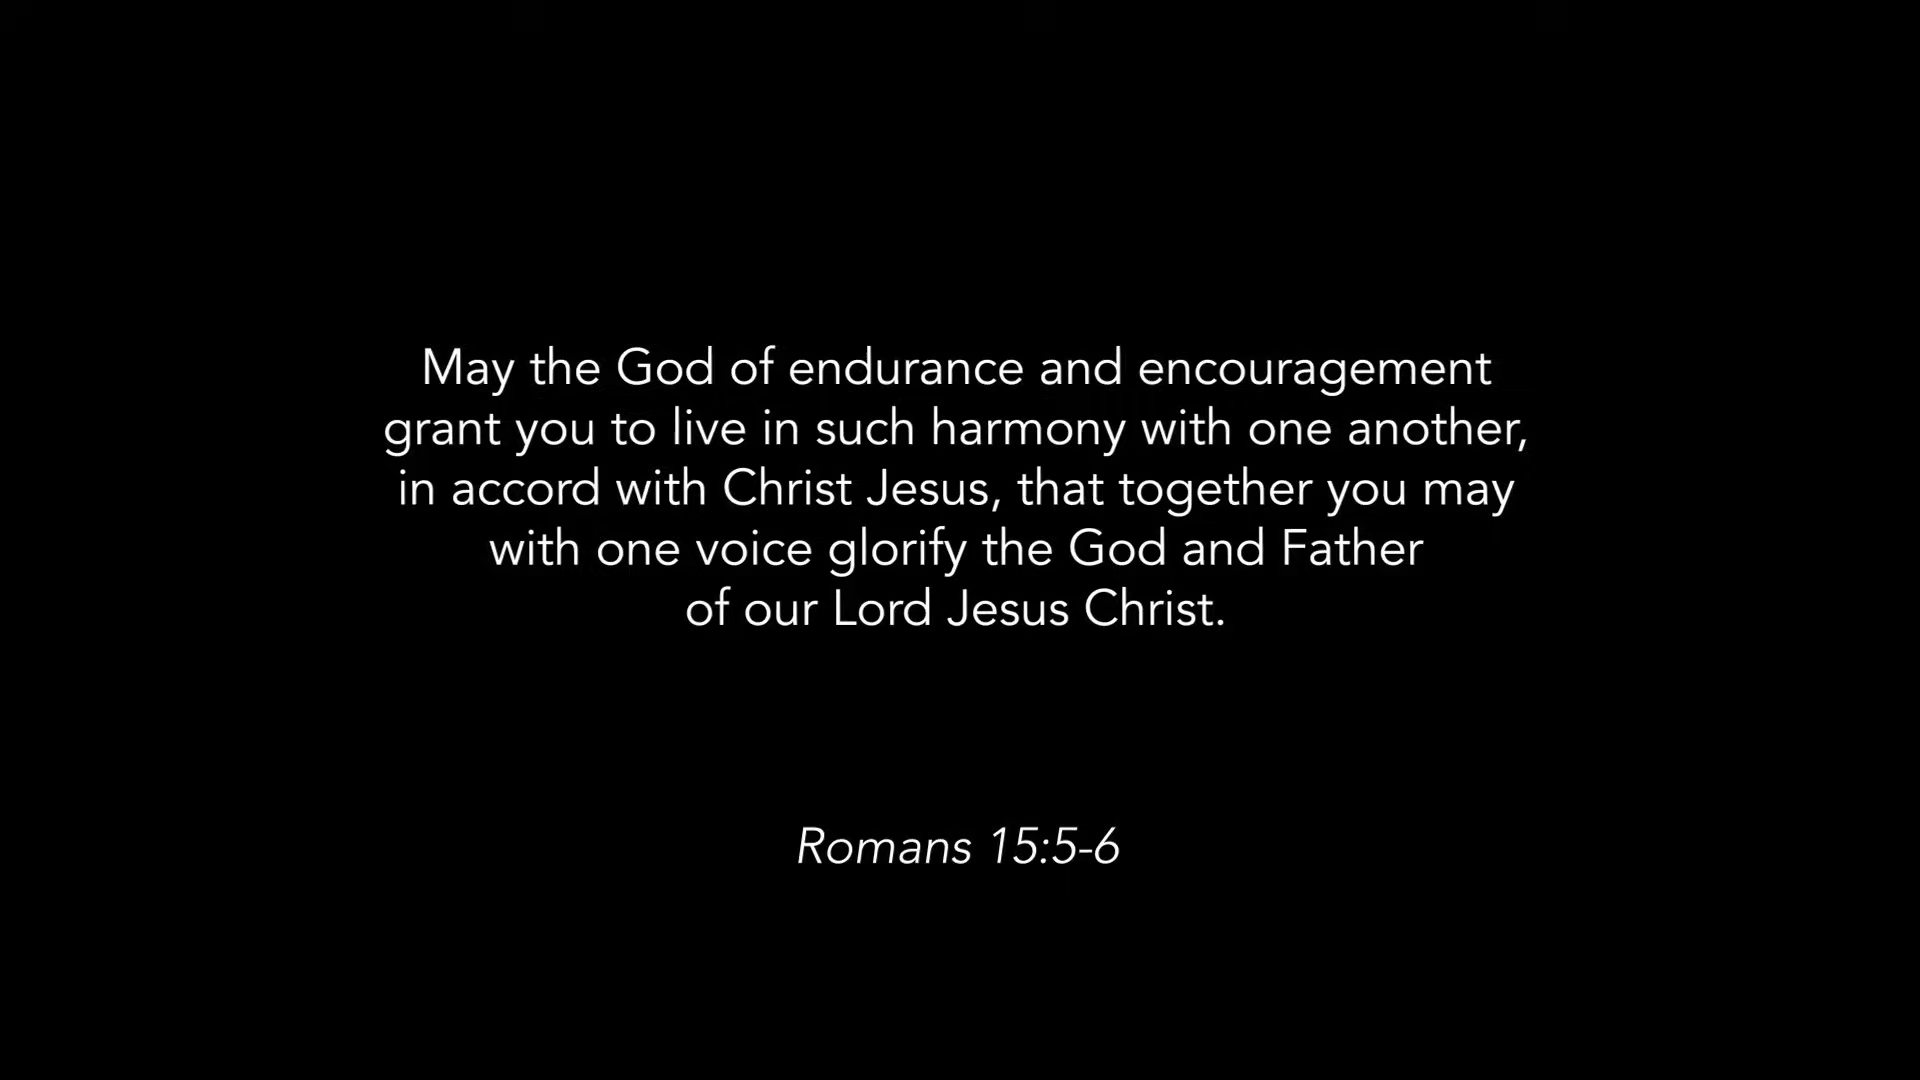 May the God of endurance and encouragement
grant you to live in such harmony with one another,
in accord with Christ Jesus, that together you may
with one voice glorify the God and Father
of our Lord Jesus Christ.
Romans 15:5-6